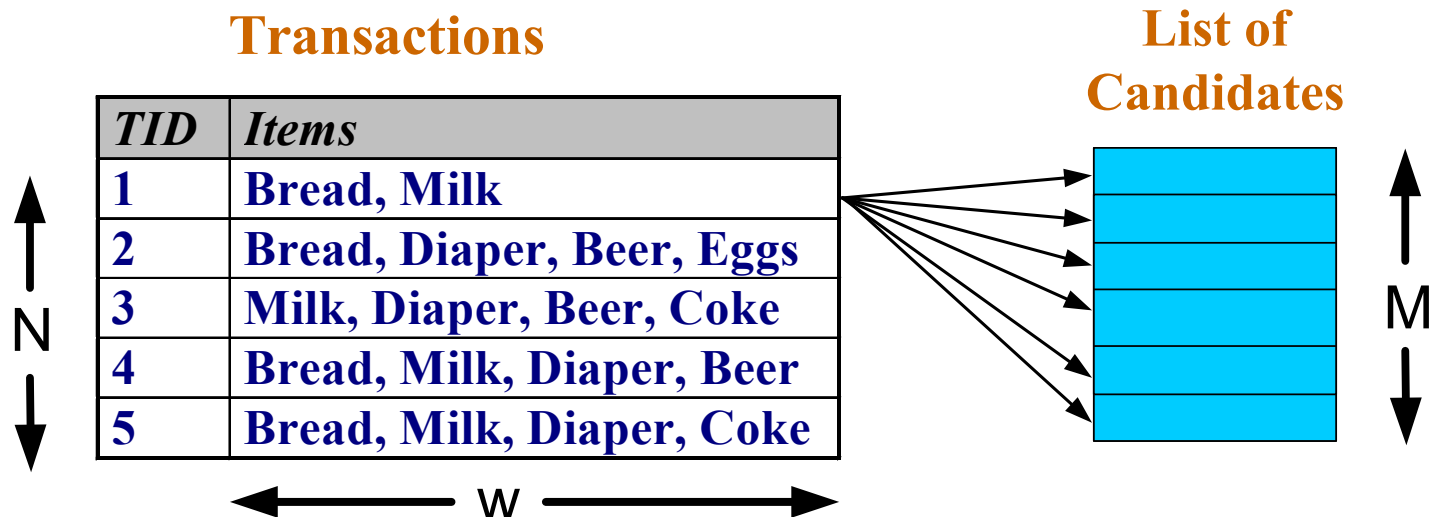 Transactions
List of
Candidates
TID Items
1 Bread, Milk
2 Bread, Diaper, Beer, Eggs
3 Milk, Diaper, Beer, Coke
4 Bread, Milk, Diaper, Beer
5 Bread, Milk, Diaper, Coke
N
M
w